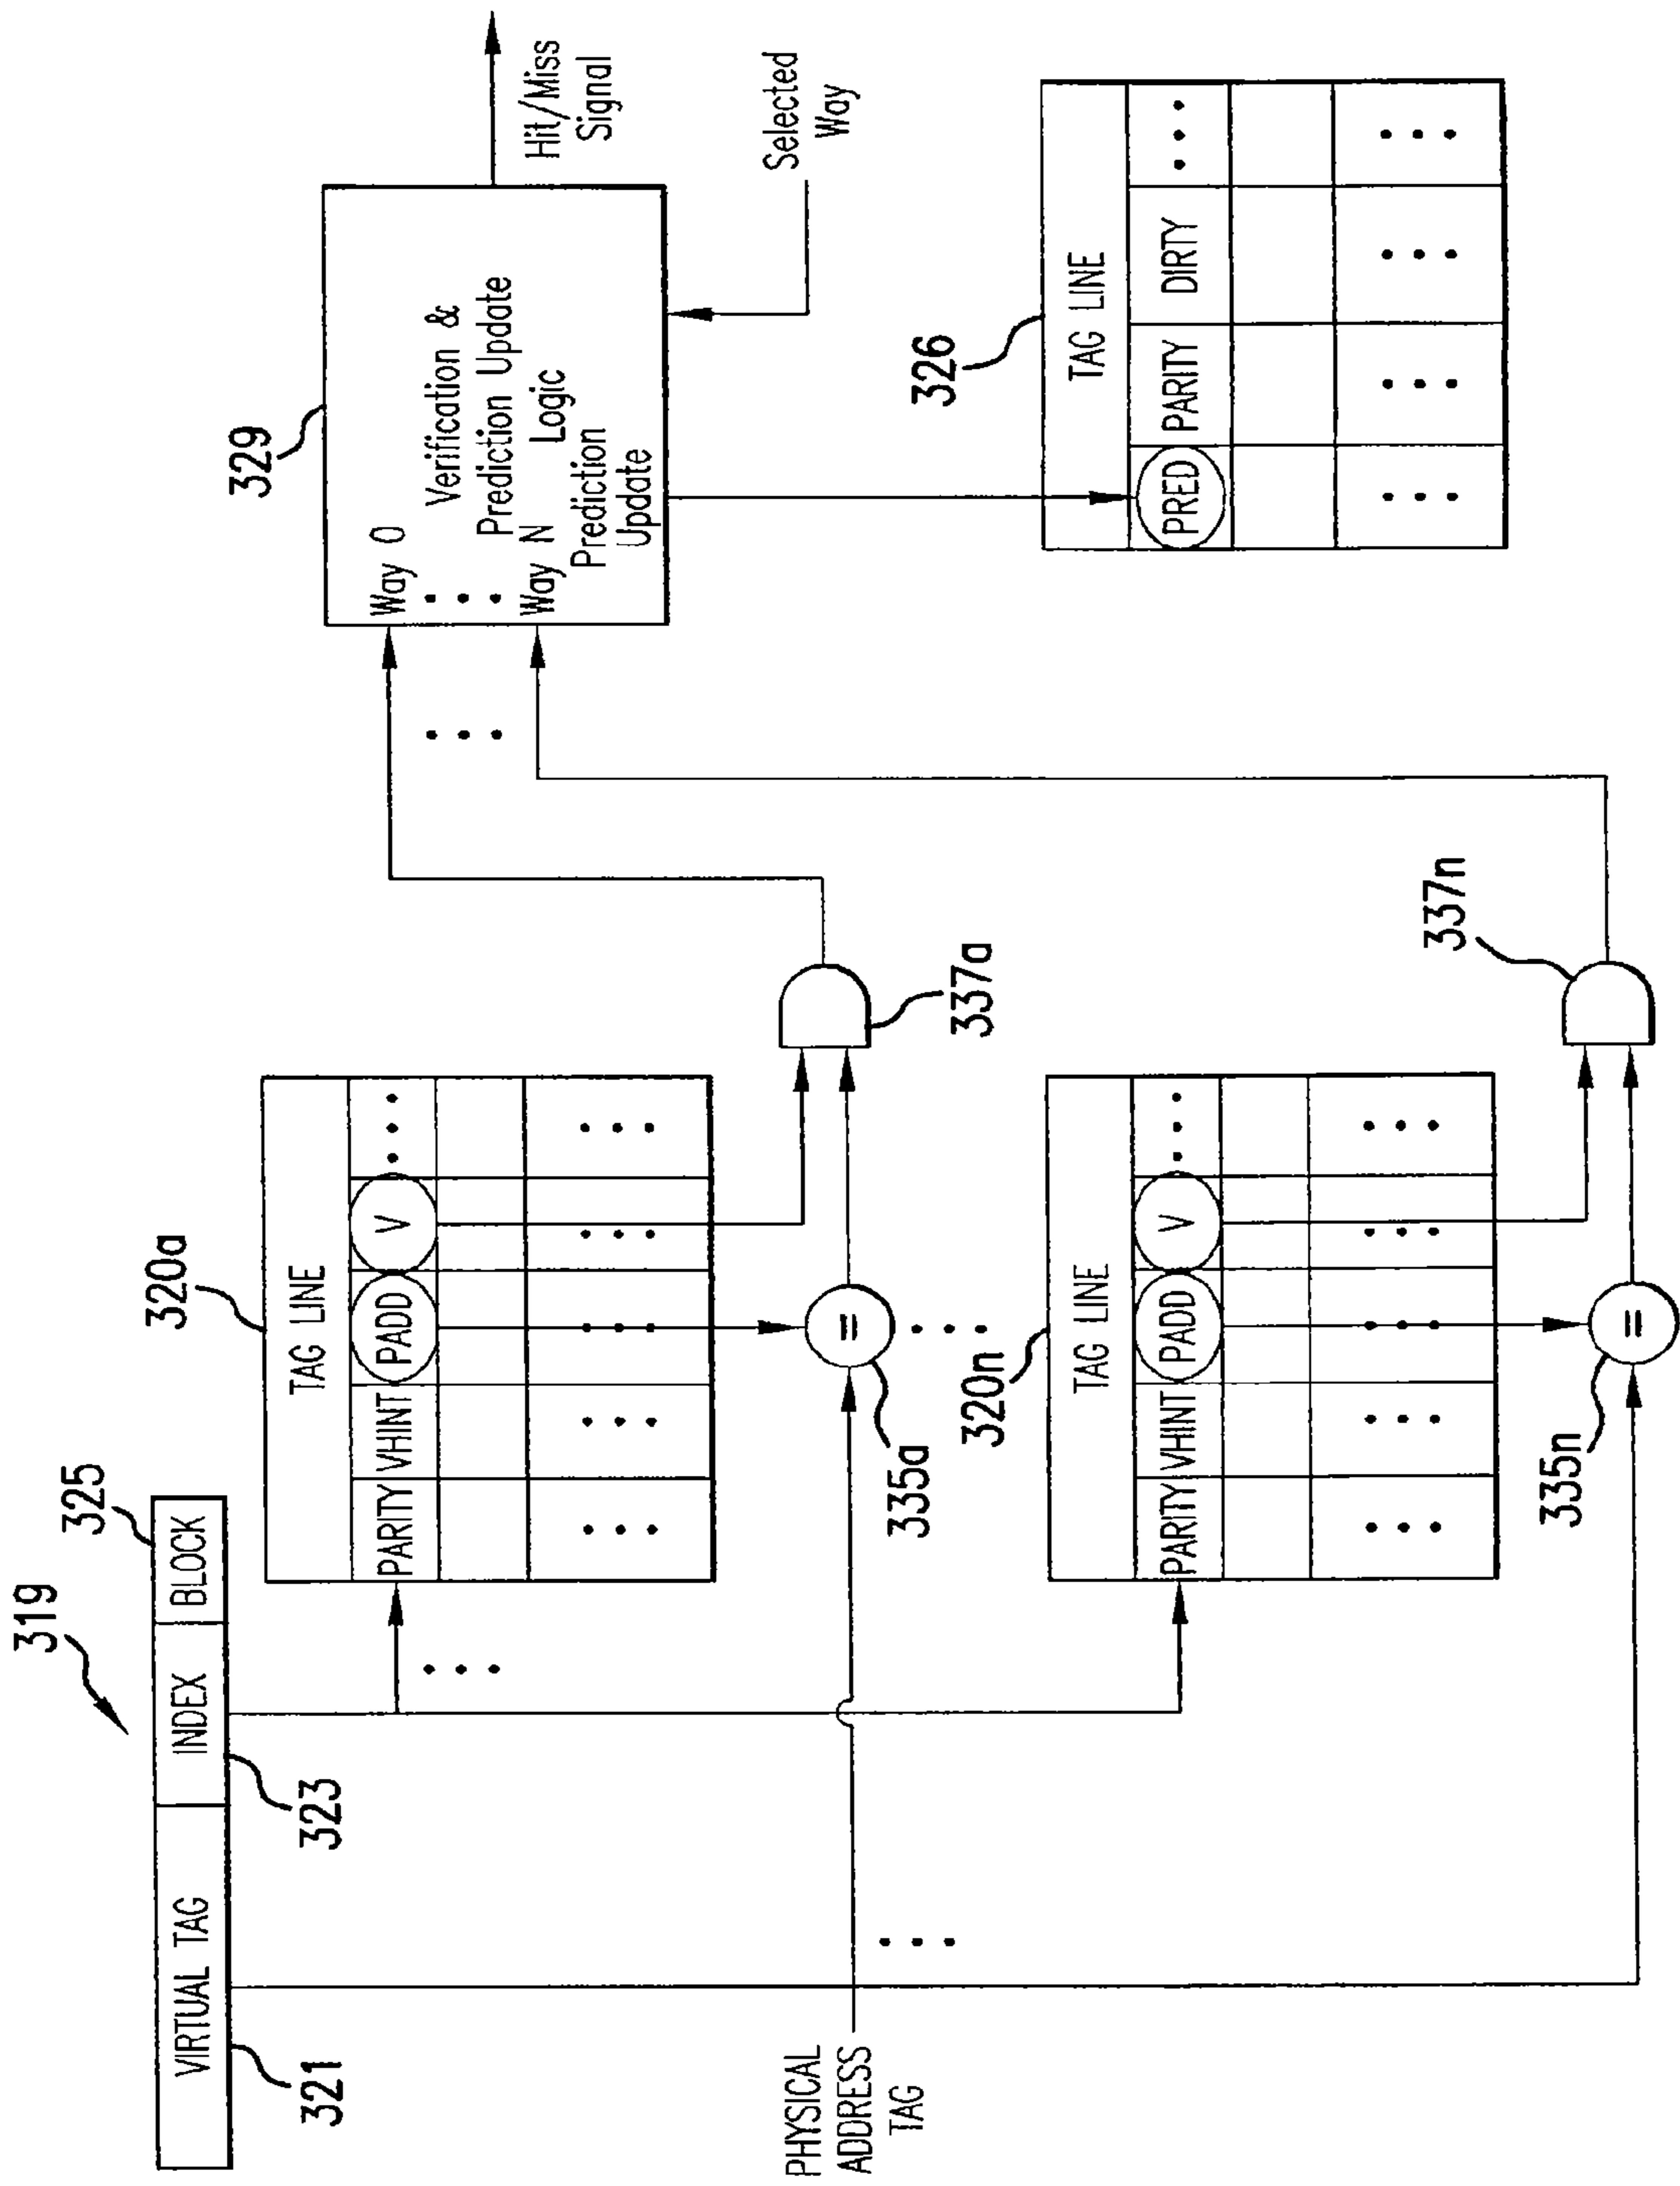 319
325
VIRTUAL TAG
INDEX
BLOCK
321
323
320a
TAG LINE
PARITY
VHINT
PADD
V
PHYSICAL
ADDRESS
TAG
=
335a
337a
320n
TAG LINE
PARITY
VHINT
PADD
V
=
335n
337n
329
Way 0
Verification &
Prediction Update
Logic
Way N
Prediction
Update
Hit/Miss
Signal
Selected
Way
326
TAG LINE
PRED
PARITY
DIRTY